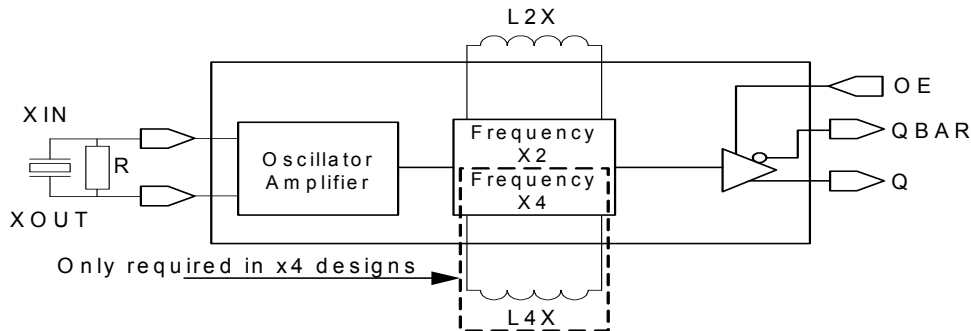 L2X
XIN
R
XOUT
Oscillator
Amplifier
Frequency
X2
Frequency
X4
OE
QBAR
Q
Only required in x4 designs
L4X